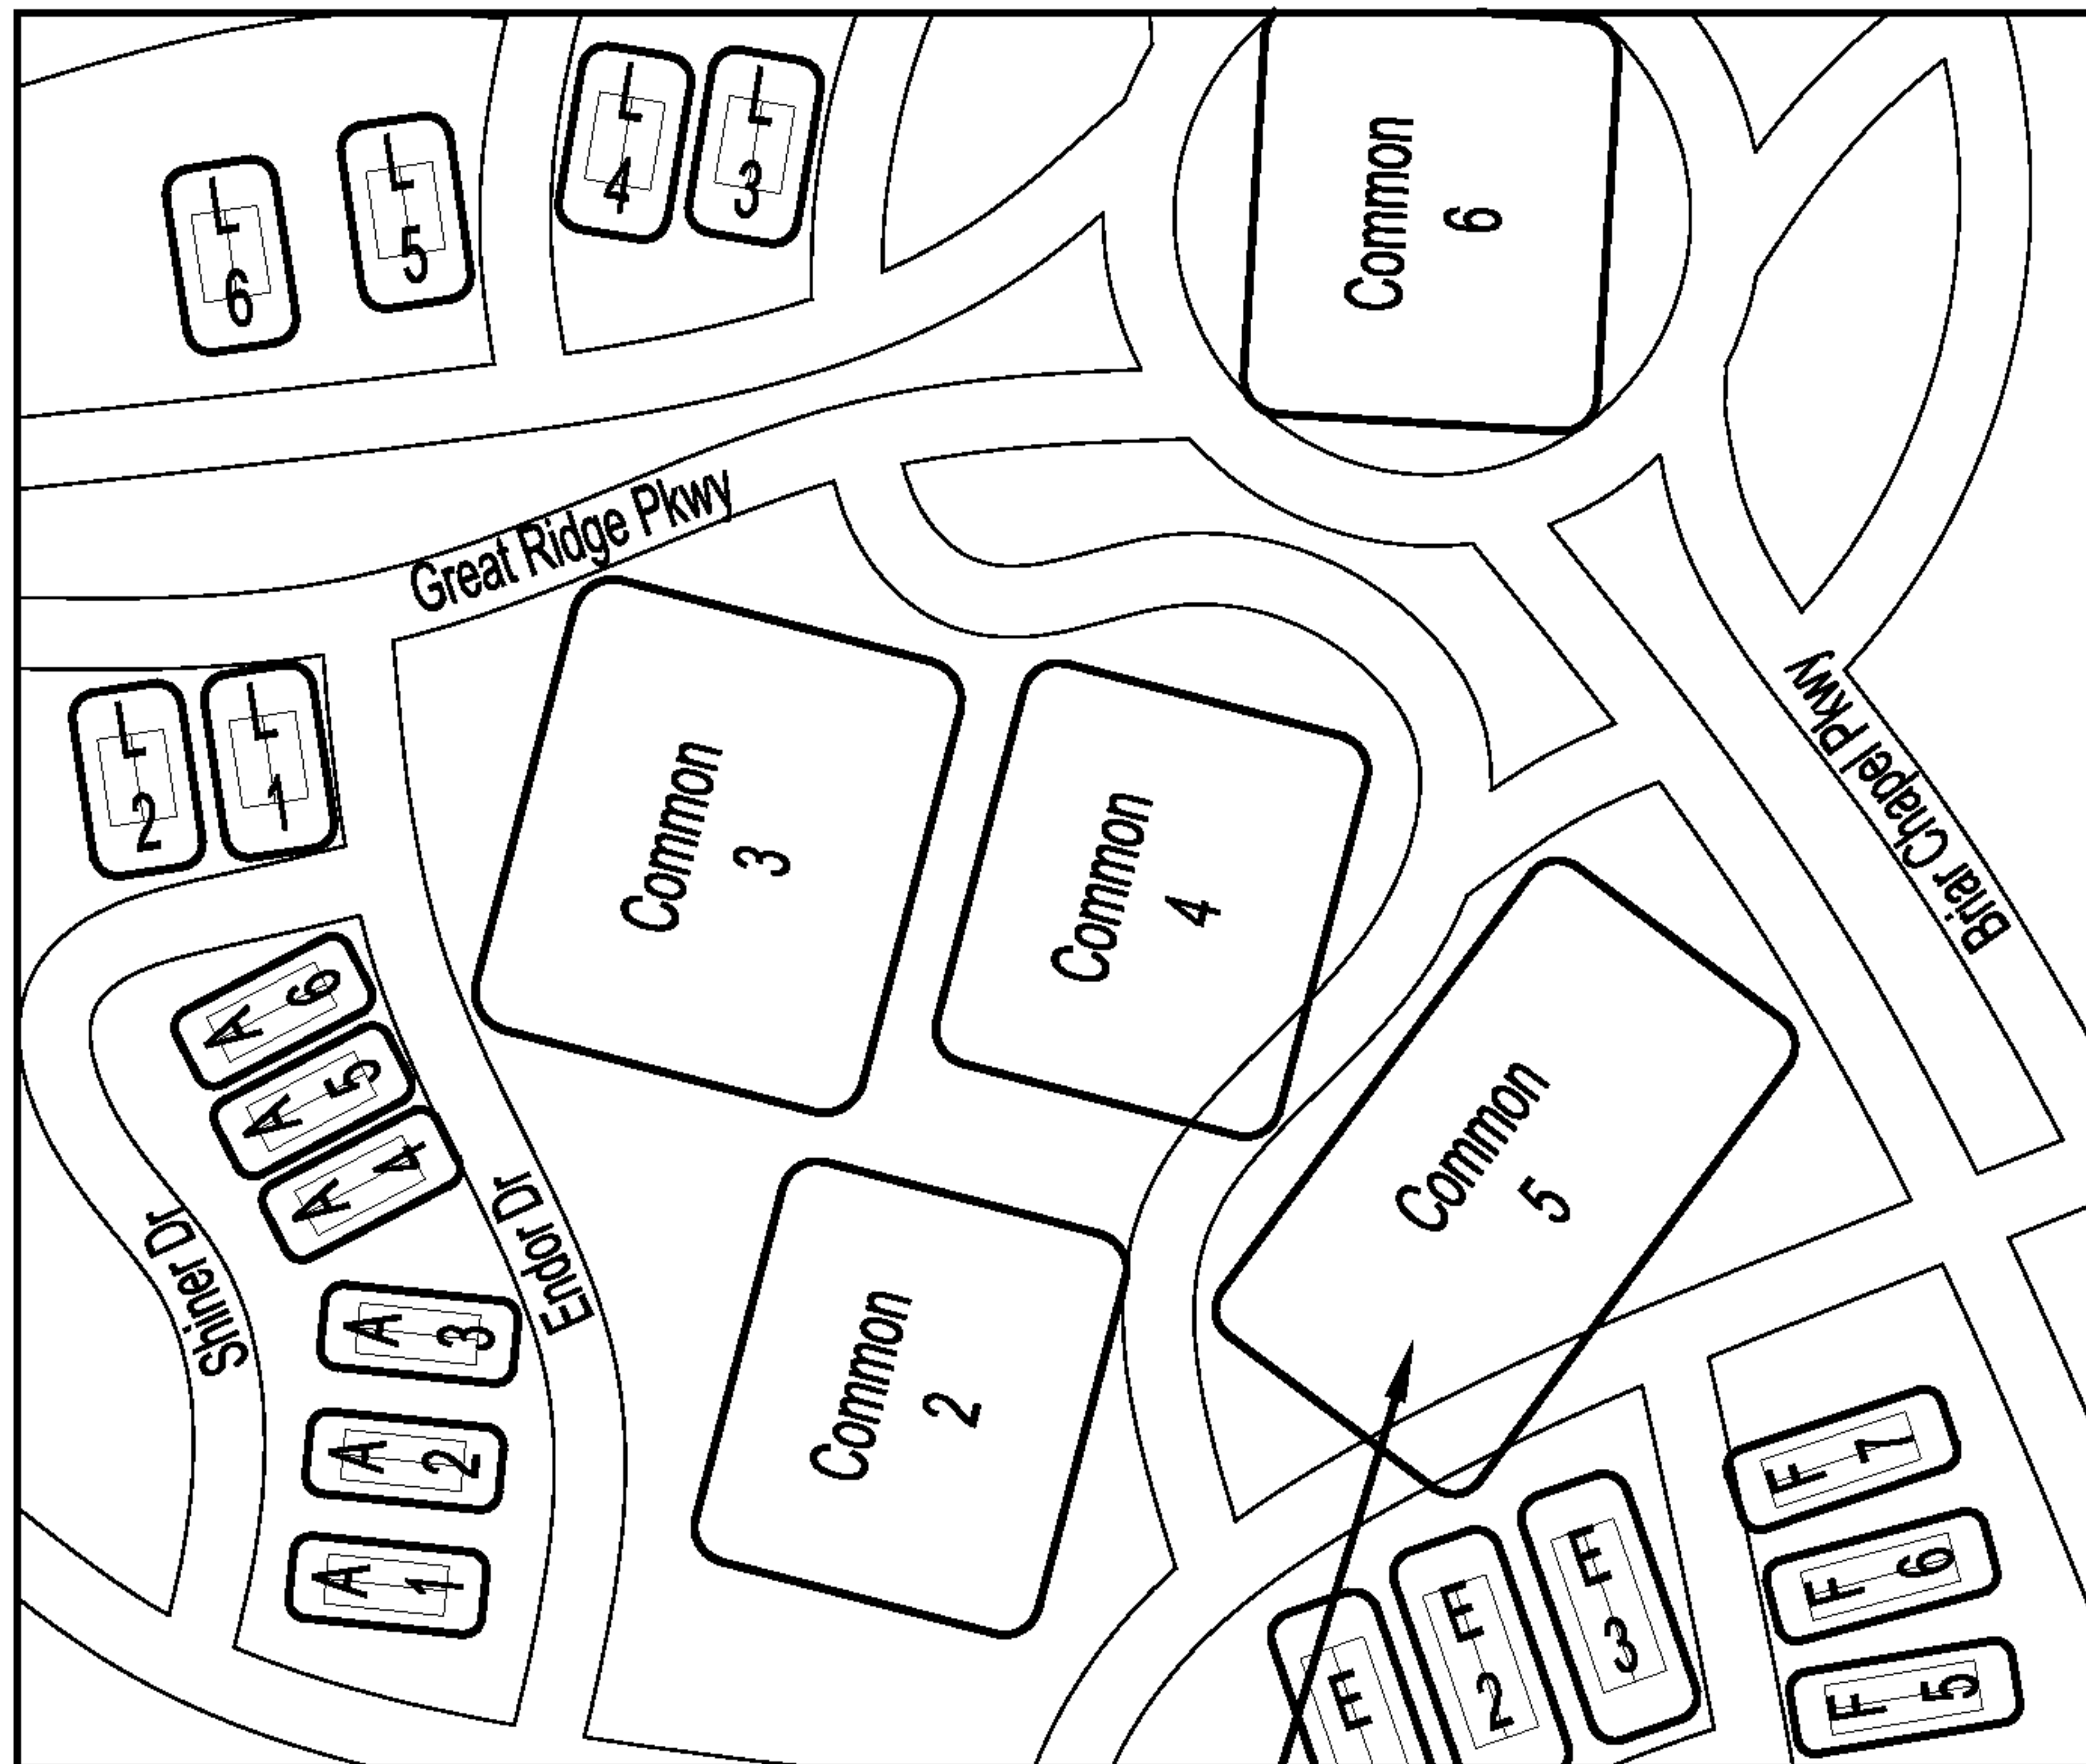 L
4
L
3
L
5
L
6
Common
6
Great Ridge Pkwy
L
2
L
1
Common
3
Common
4
Briar Chapel Pkwy
A 6
A 5
A 4
Shiner Dr
Endor Dr
A 3
A 2
A 1
Common
2
Common
5
F 7
F 6
F 5
E
3
E
2
E